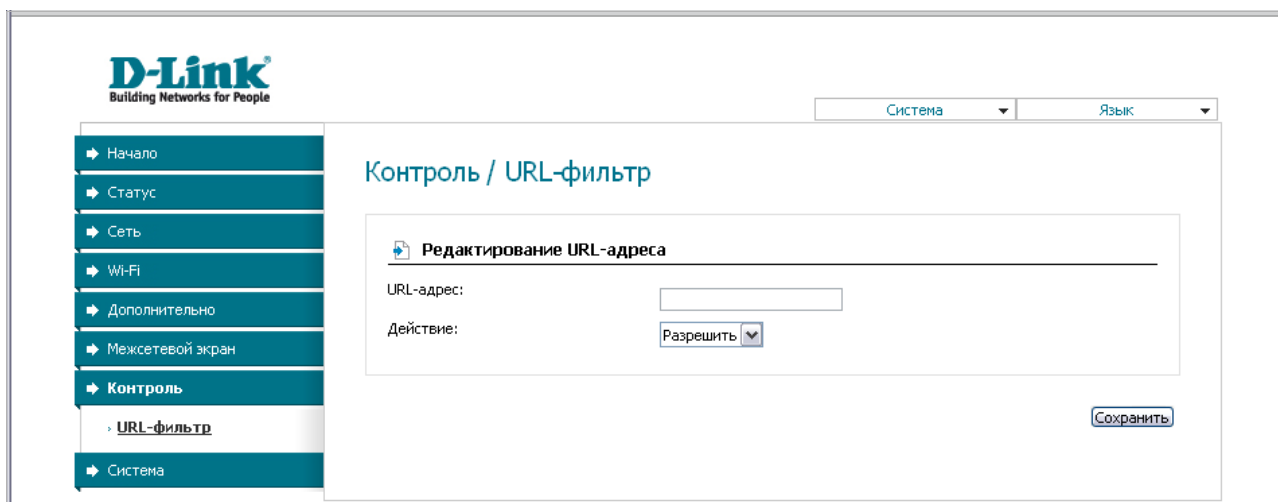 D-Link
Building Networks for People
Система
Язык
Начало
Статус
Сеть
Wi-Fi
Дополнительно
Межсетевой экран
Контроль
URL-фильтр
Система
Контроль / URL-фильтр
Редактирование URL-адреса
URL-адрес:
Действие:
Разрешить
Сохранить